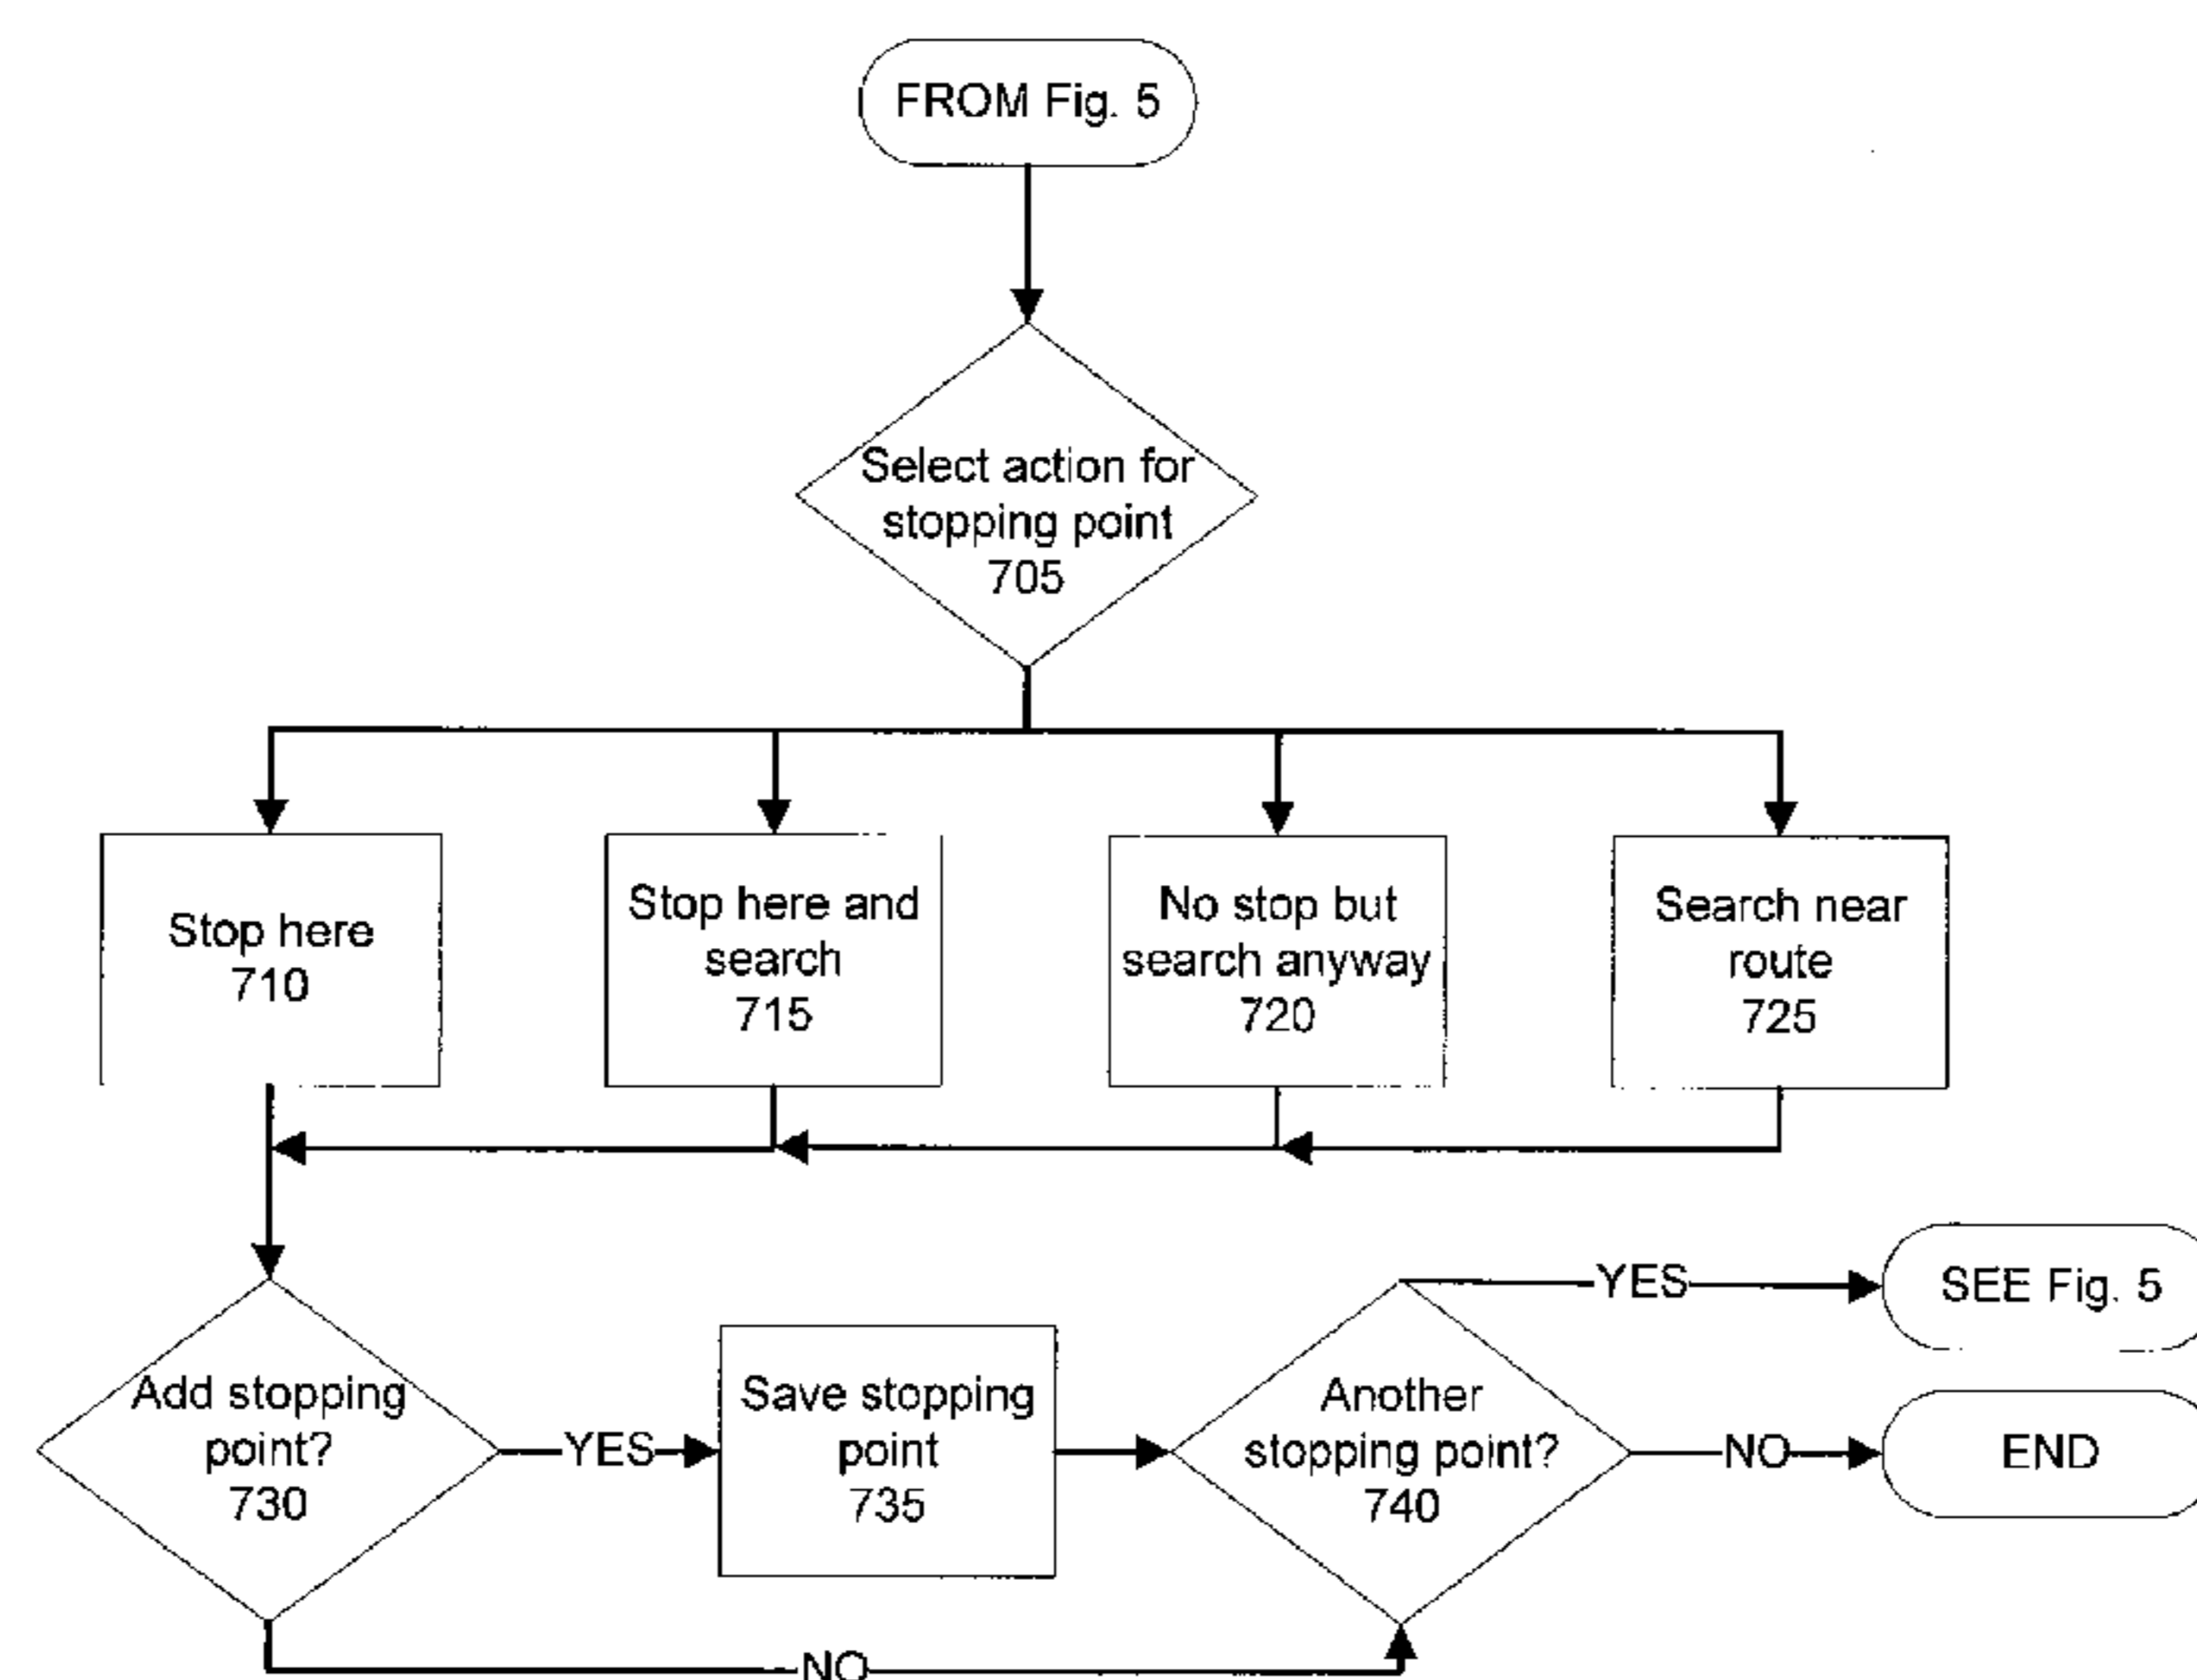 FROM Fig. 5
Select action for
stopping point
705
Stop here
710
Stop here and
search
715
No stop but
search anyway
720
Search near
route
725
YES
SEE Fig. 5
Add stopping
point?
730
YES
Save stopping
point
735
Another
stopping point?
740
NO
END
NO